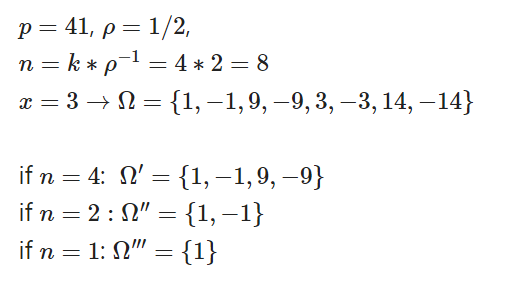 p = 41, ρ = 1/2,
n = k ∗ ρ⁻¹ = 4 ∗ 2 = 8
x = 3 → Ω = {1, −1, 9, −9, 3, −3, 14, −14}
if n = 4: Ω′ = {1, −1, 9, −9}
if n = 2 : Ω″ = {1, −1}
if n = 1: Ω‴ = {1}